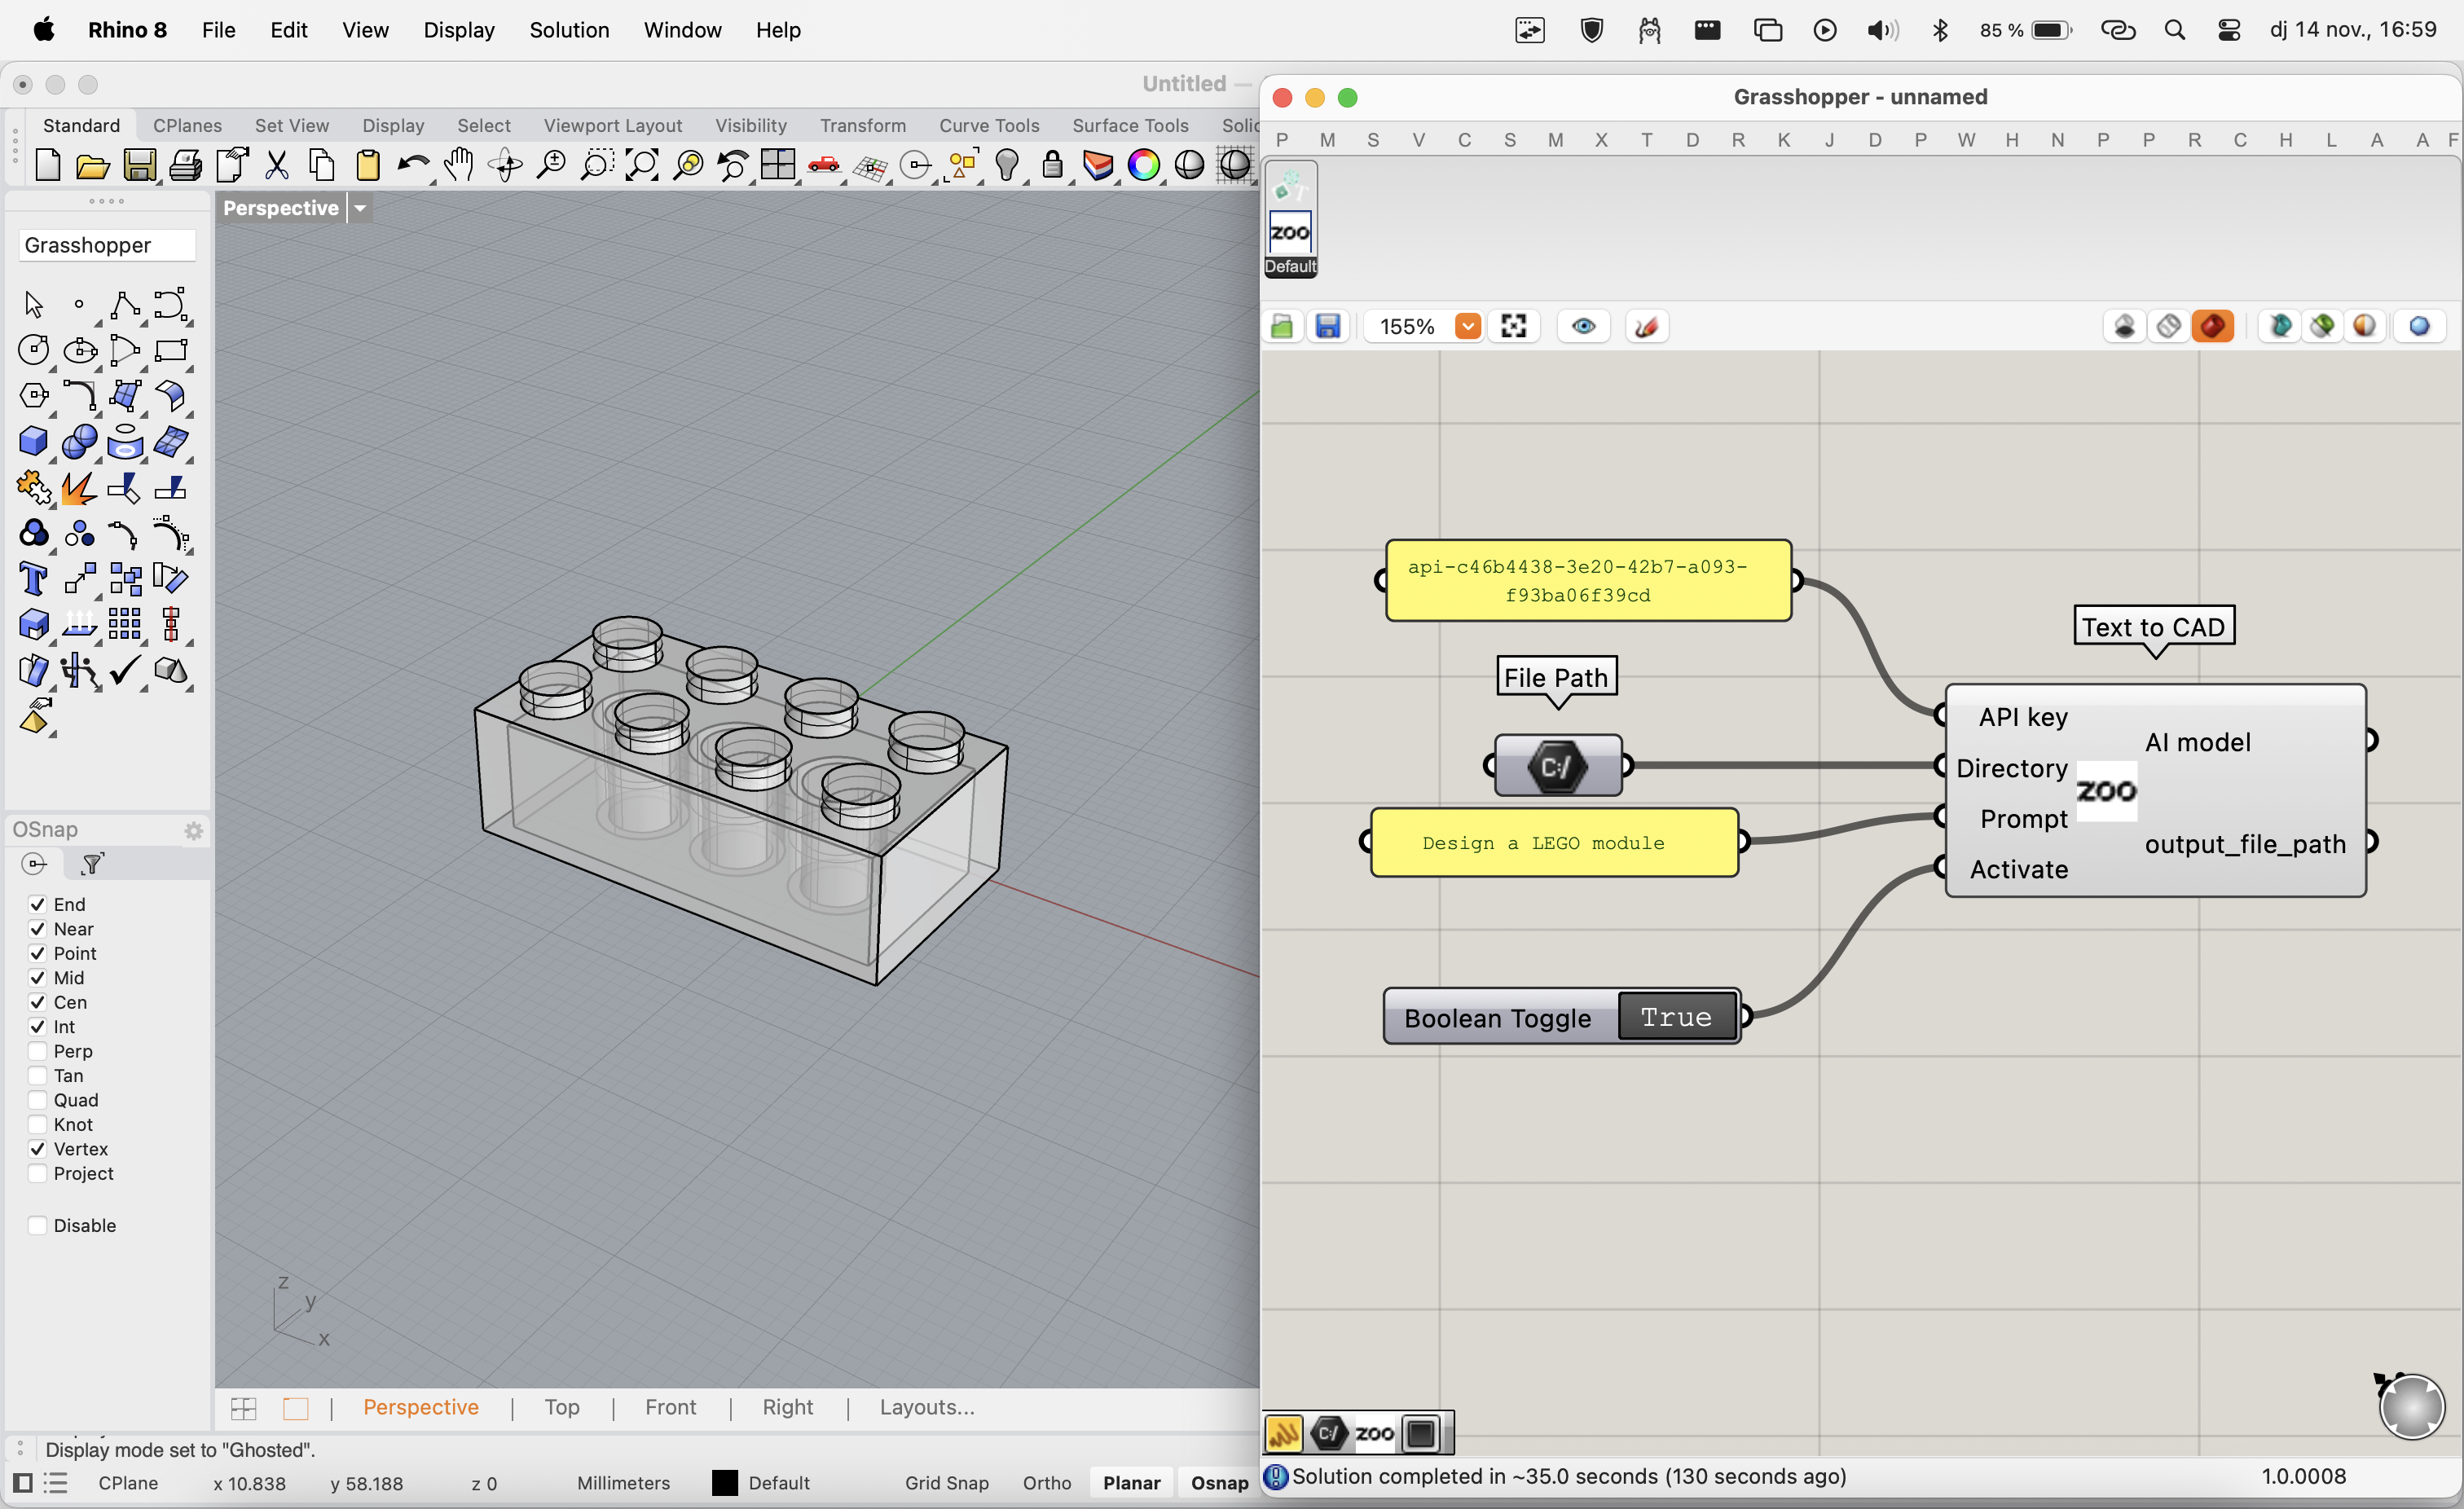 Rhino 8 File Edit View Display Solution Window Help
85 % dj 14 nov., 16:59
Untitled —
Standard CPlanes Set View Display Select Viewport Layout Visibility Transform Curve Tools Surface Tools Solid
Grasshopper
Perspective
OSnap
End
Near
Point
Mid
Cen
Int
Perp
Tan
Quad
Knot
Vertex
Project
Disable
z
y
x
Perspective | Top | Front | Right | Layouts...
Display mode set to "Ghosted".
CPlane x 10.838 y 58.188 z 0 Millimeters Default Grid Snap Ortho Planar Osnap
Grasshopper - unnamed
P M S V C S M X T D R K J D P W H N P P R C H L A A F
ZOO
Default
155%
api-c46b4438-3e20-42b7-a093-
f93ba06f39cd
Text to CAD
File Path
C:/
API key
Directory
Prompt
Activate
ZOO
AI model
output_file_path
Design a LEGO module
Boolean Toggle True
C:/ ZOO
Solution completed in ~35.0 seconds (130 seconds ago)
1.0.0008